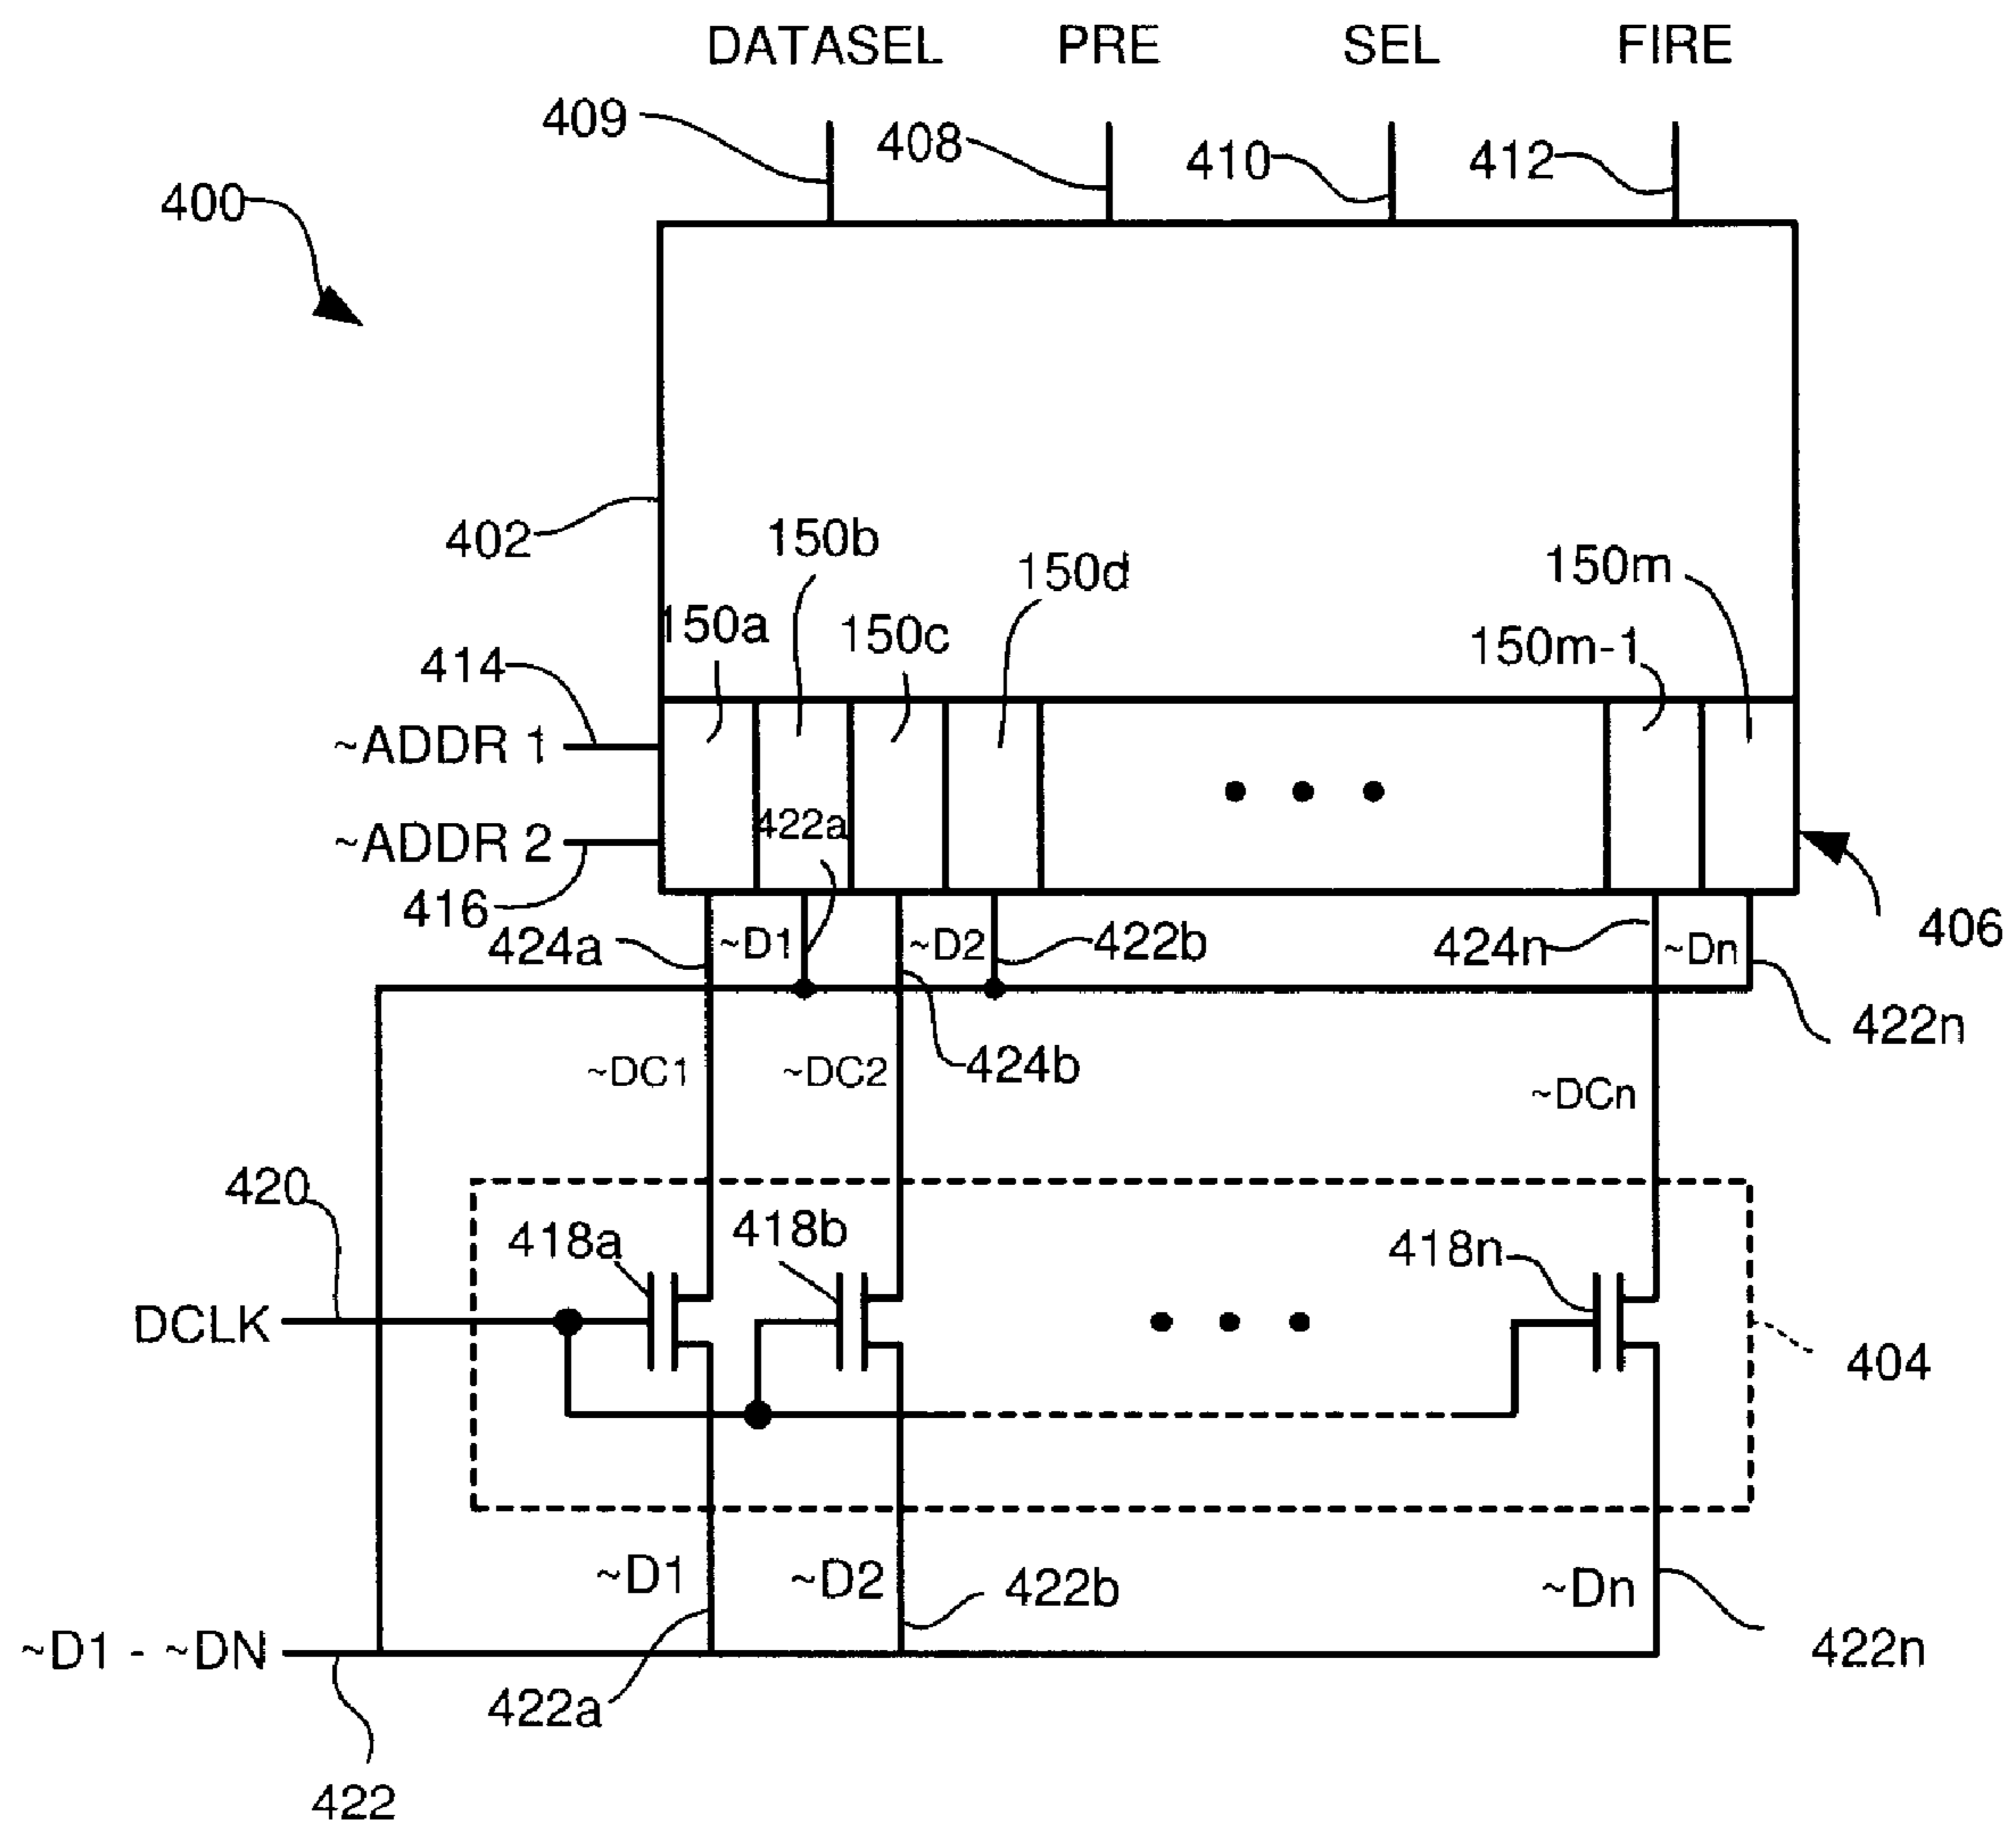 DATASEL PRE SEL FIRE
409 408 410 412
400
402 150b 150d 150m
150a 150c 150m-1
414
~ADDR 1
422a
~ADDR 2
416
424a ~D1 ~D2 422b 424n ~Dn 406
422n
~DC1 ~DC2 424b ~DCn
420
418a 418b 418n
DCLK
404
~D1 ~D2 422b ~Dn
~D1 - ~DN 422n
422a
422